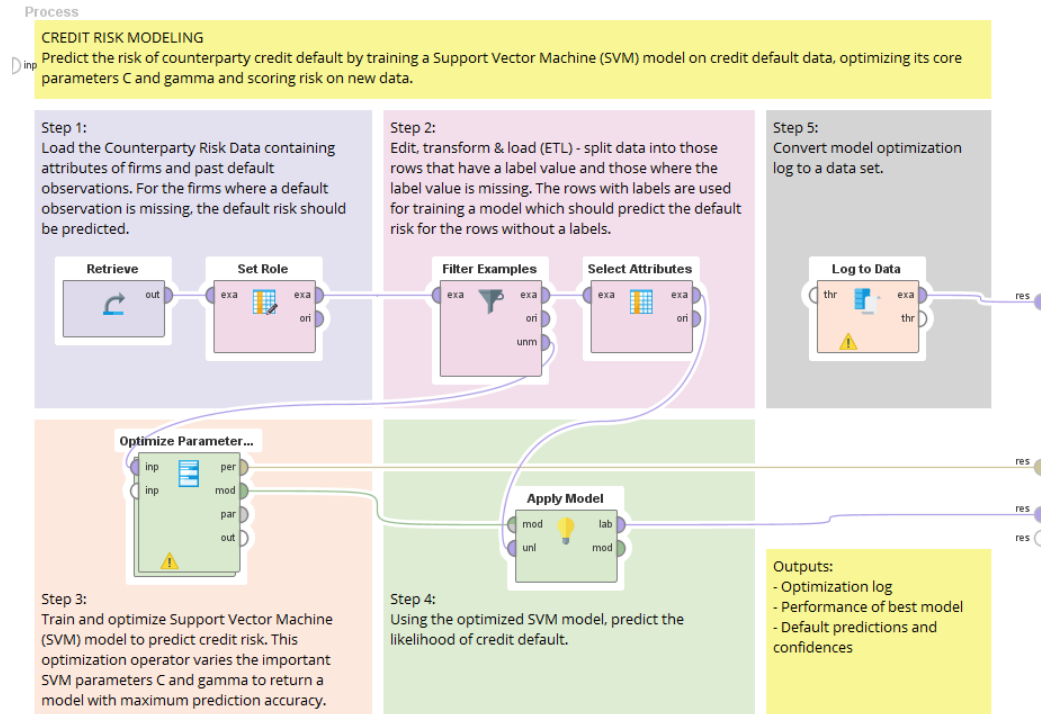 Process
CREDIT RISK MODELING
Predict the risk of counterparty credit default by training a Support Vector Machine (SVM) model on credit default data, optimizing its core
parameters C and gamma and scoring risk on new data.
inp
Step 1:
Load the Counterparty Risk Data containing
attributes of firms and past default
observations. For the firms where a default
observation is missing, the default risk should
be predicted.
Retrieve
out
Set Role
exa
exa
ori
Step 2:
Edit, transform & load (ETL) - split data into those
rows that have a label value and those where the
label value is missing. The rows with labels are used
for training a model which should predict the default
risk for the rows without a labels.
Filter Examples
exa
exa
ori
unm
Select Attributes
exa
exa
ori
Step 5:
Convert model optimization
log to a data set.
Log to Data
thr
exa
thr
res
Optimize Parameter...
inp
per
inp
mod
par
out
Step 3:
Train and optimize Support Vector Machine
(SVM) model to predict credit risk. This
optimization operator varies the important
SVM parameters C and gamma to return a
model with maximum prediction accuracy.
Apply Model
mod
lab
unl
mod
Step 4:
Using the optimized SVM model, predict the
likelihood of credit default.
res
res
res
Outputs:
- Optimization log
- Performance of best model
- Default predictions and
confidences